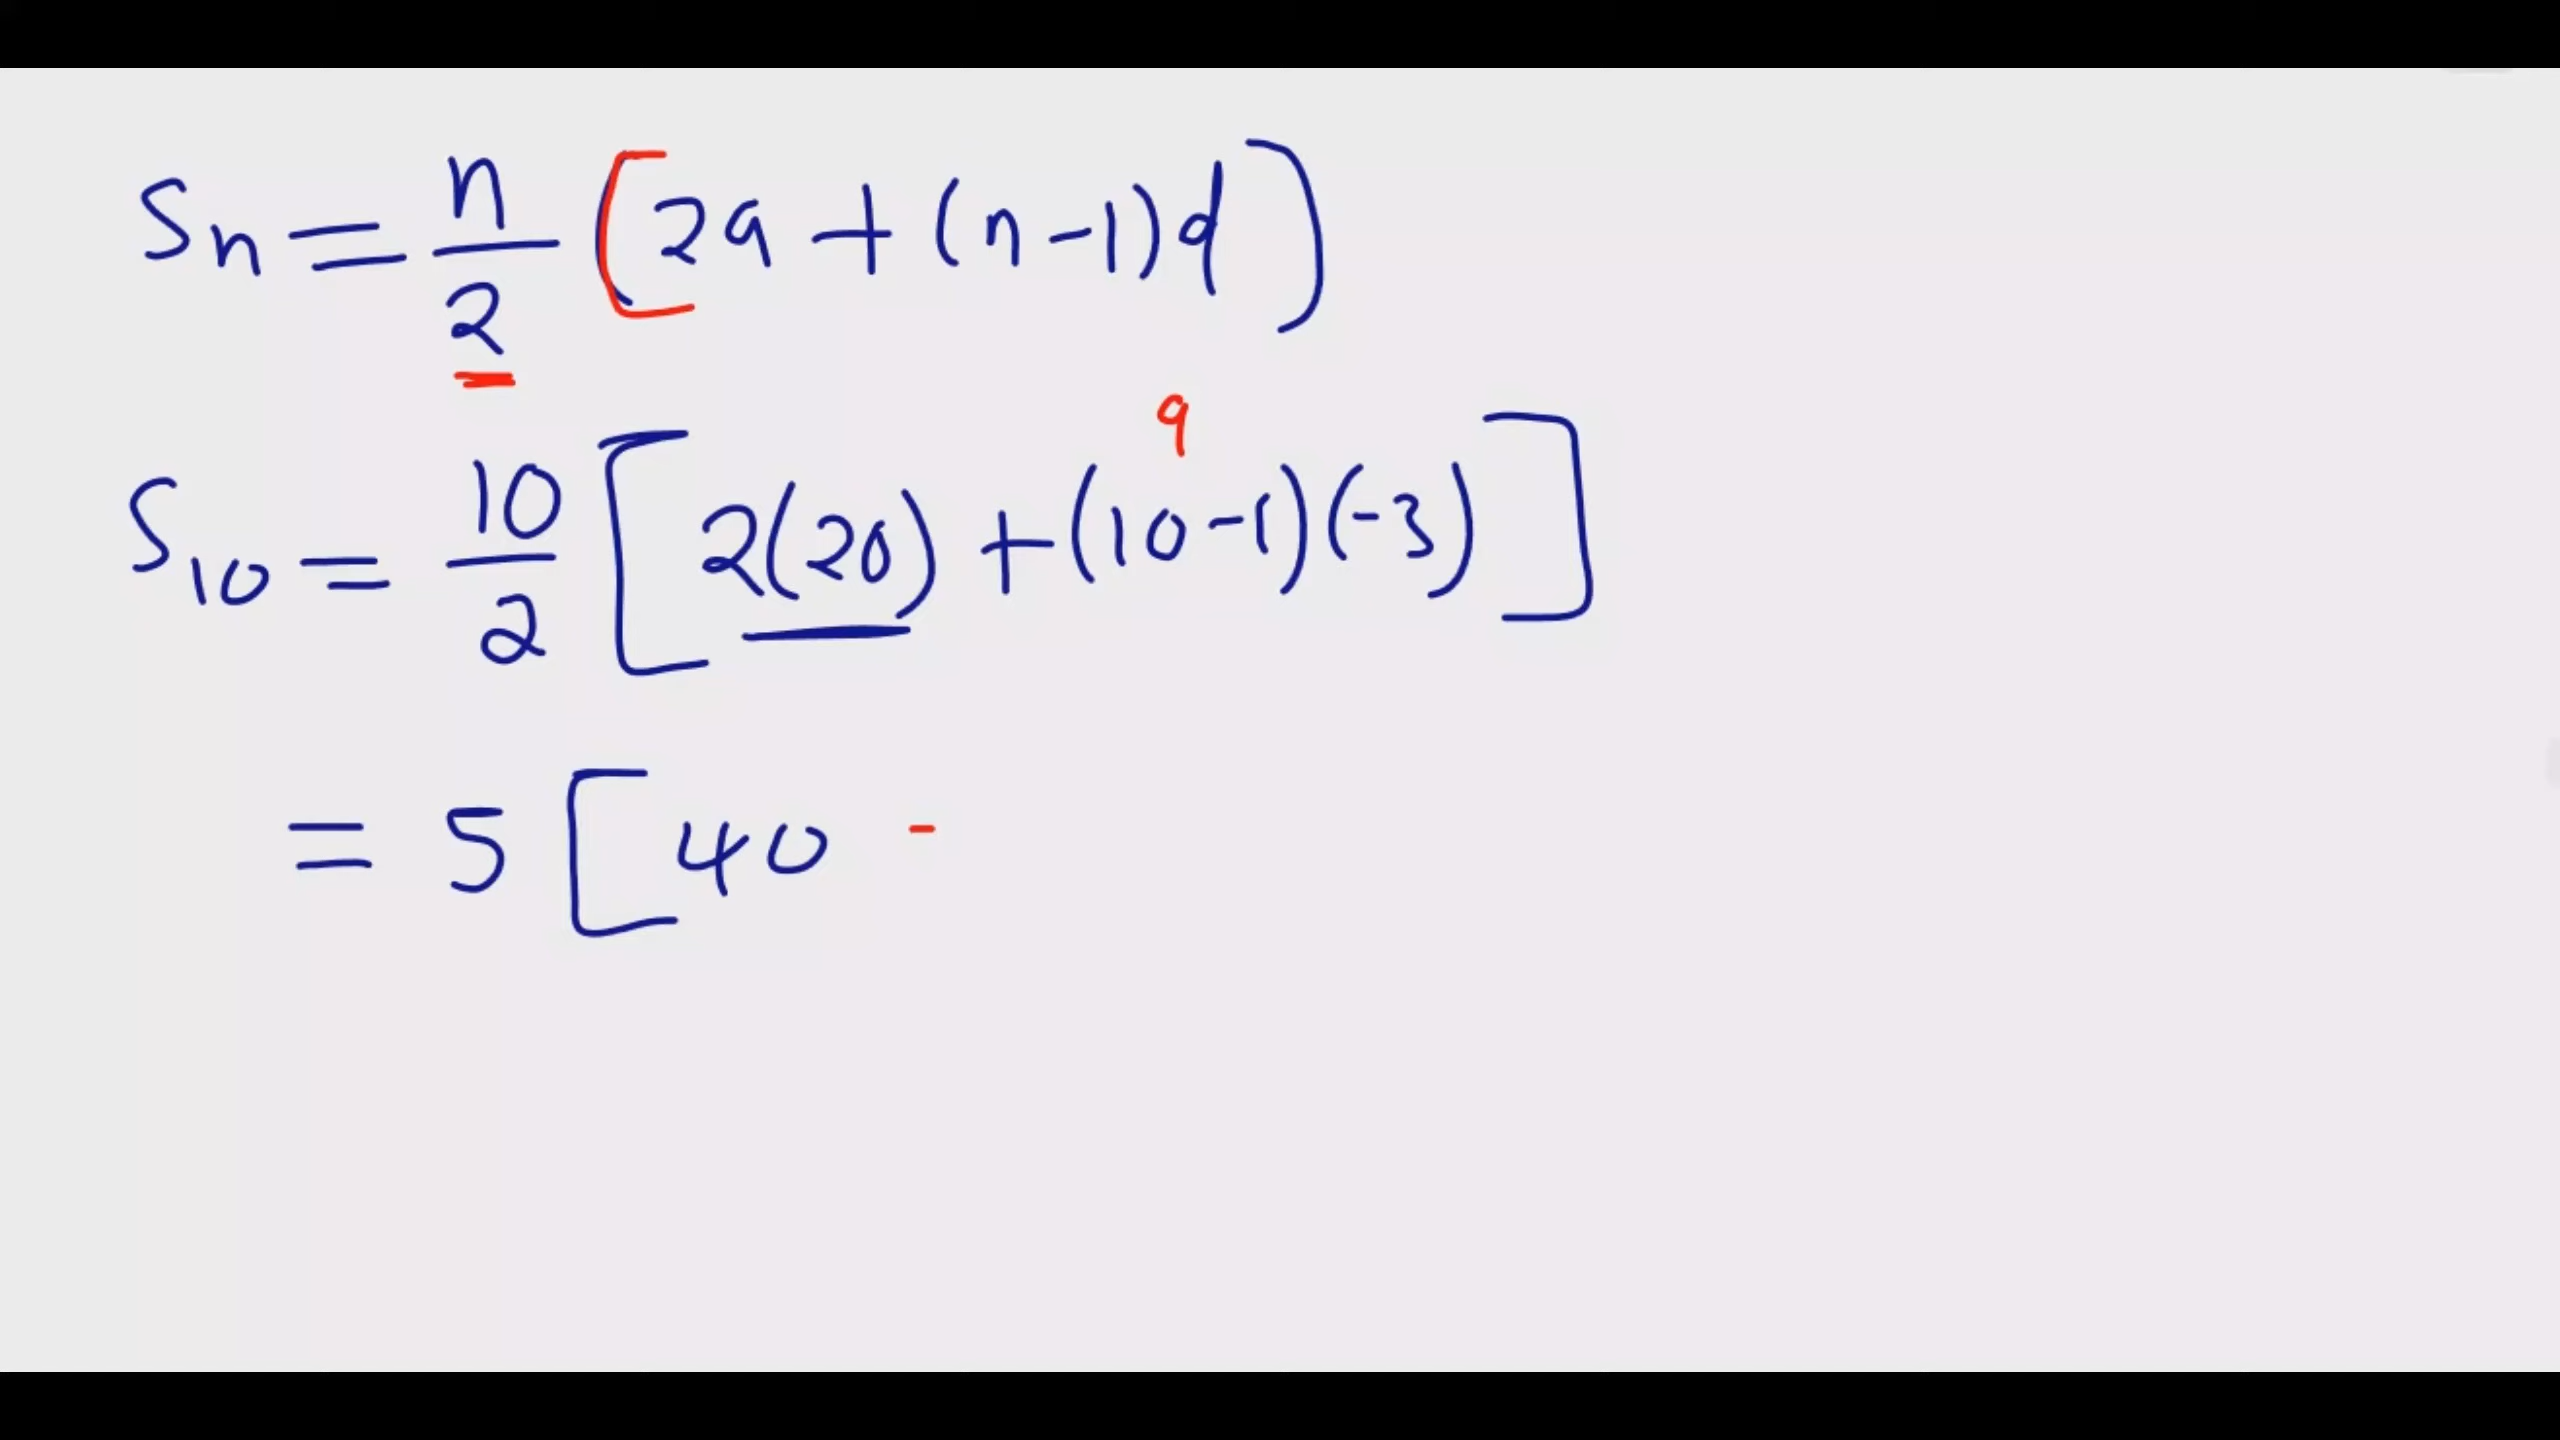 Sn = n/2 [2a + (n-1)d)
9
S10 = 10/2 [2(20) + (10-1)(-3)]
= 5 [40 -